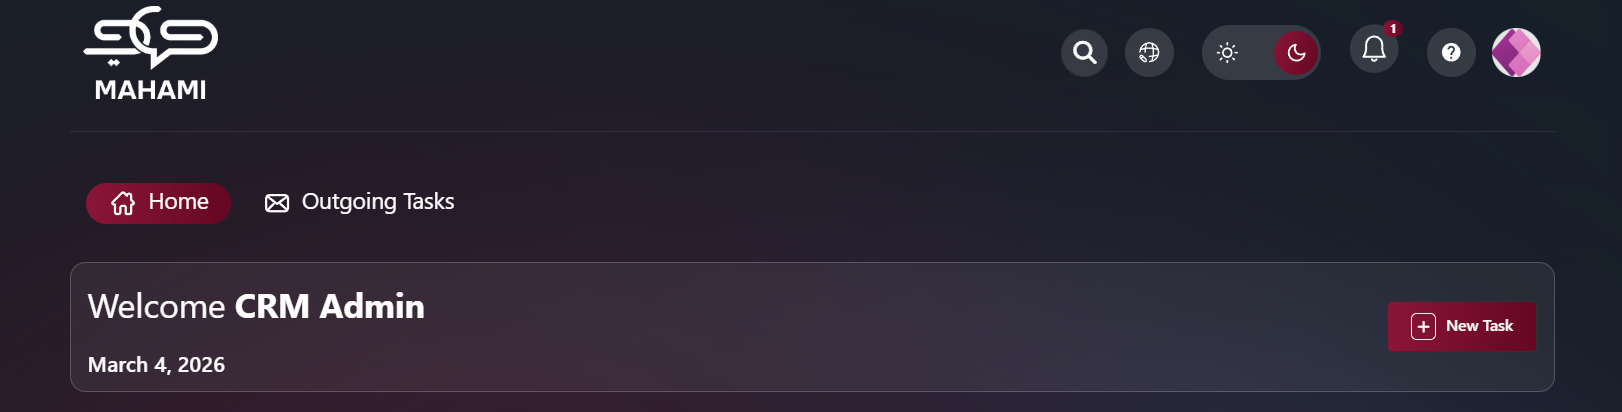 MAHAMI
1
Home
Outgoing Tasks
Welcome CRM Admin
New Task
March 4, 2026